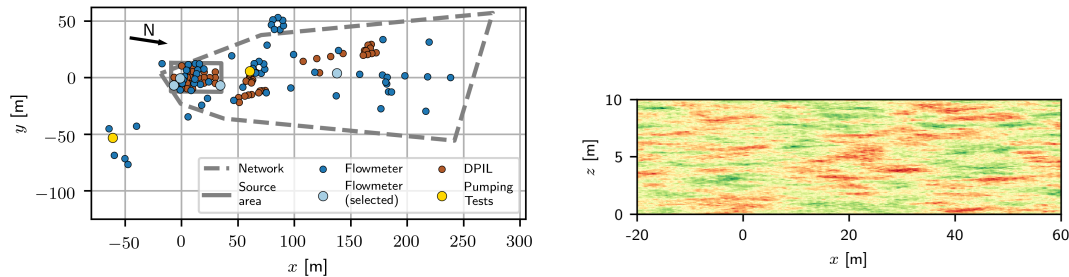 N
50
0
−50
−100
y [m]
−50
0
50
100
150
200
250
300
x [m]
Network
Source
area
Flowmeter
Flowmeter
(selected)
DPIL
Pumping
Tests
10
5
0
z [m]
-20
0
20
40
60
x [m]